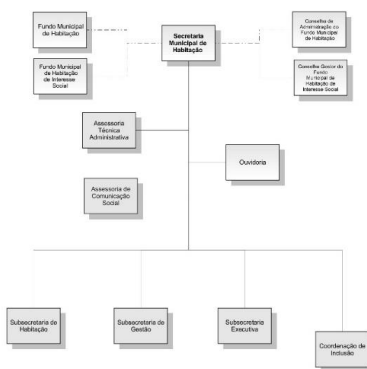 Fundo Municipal
de Habitação
Secretaria
Municipal de
Habitação
Conselho de
Administração do
Fundo Municipal
de Habitação
Fundo Municipal
de Habitação
de Interesse
Social
Conselho Gestor do
Fundo
Municipal de
Habitação de
Interesse Social
Assessoria
Técnica
Administrativa
Ouvidoria
Assessoria de
Comunicação
Social
Subsecretaria de
Habitação
Subsecretaria de
Gestão
Subsecretaria
Executiva
Coordenação de
Inclusão